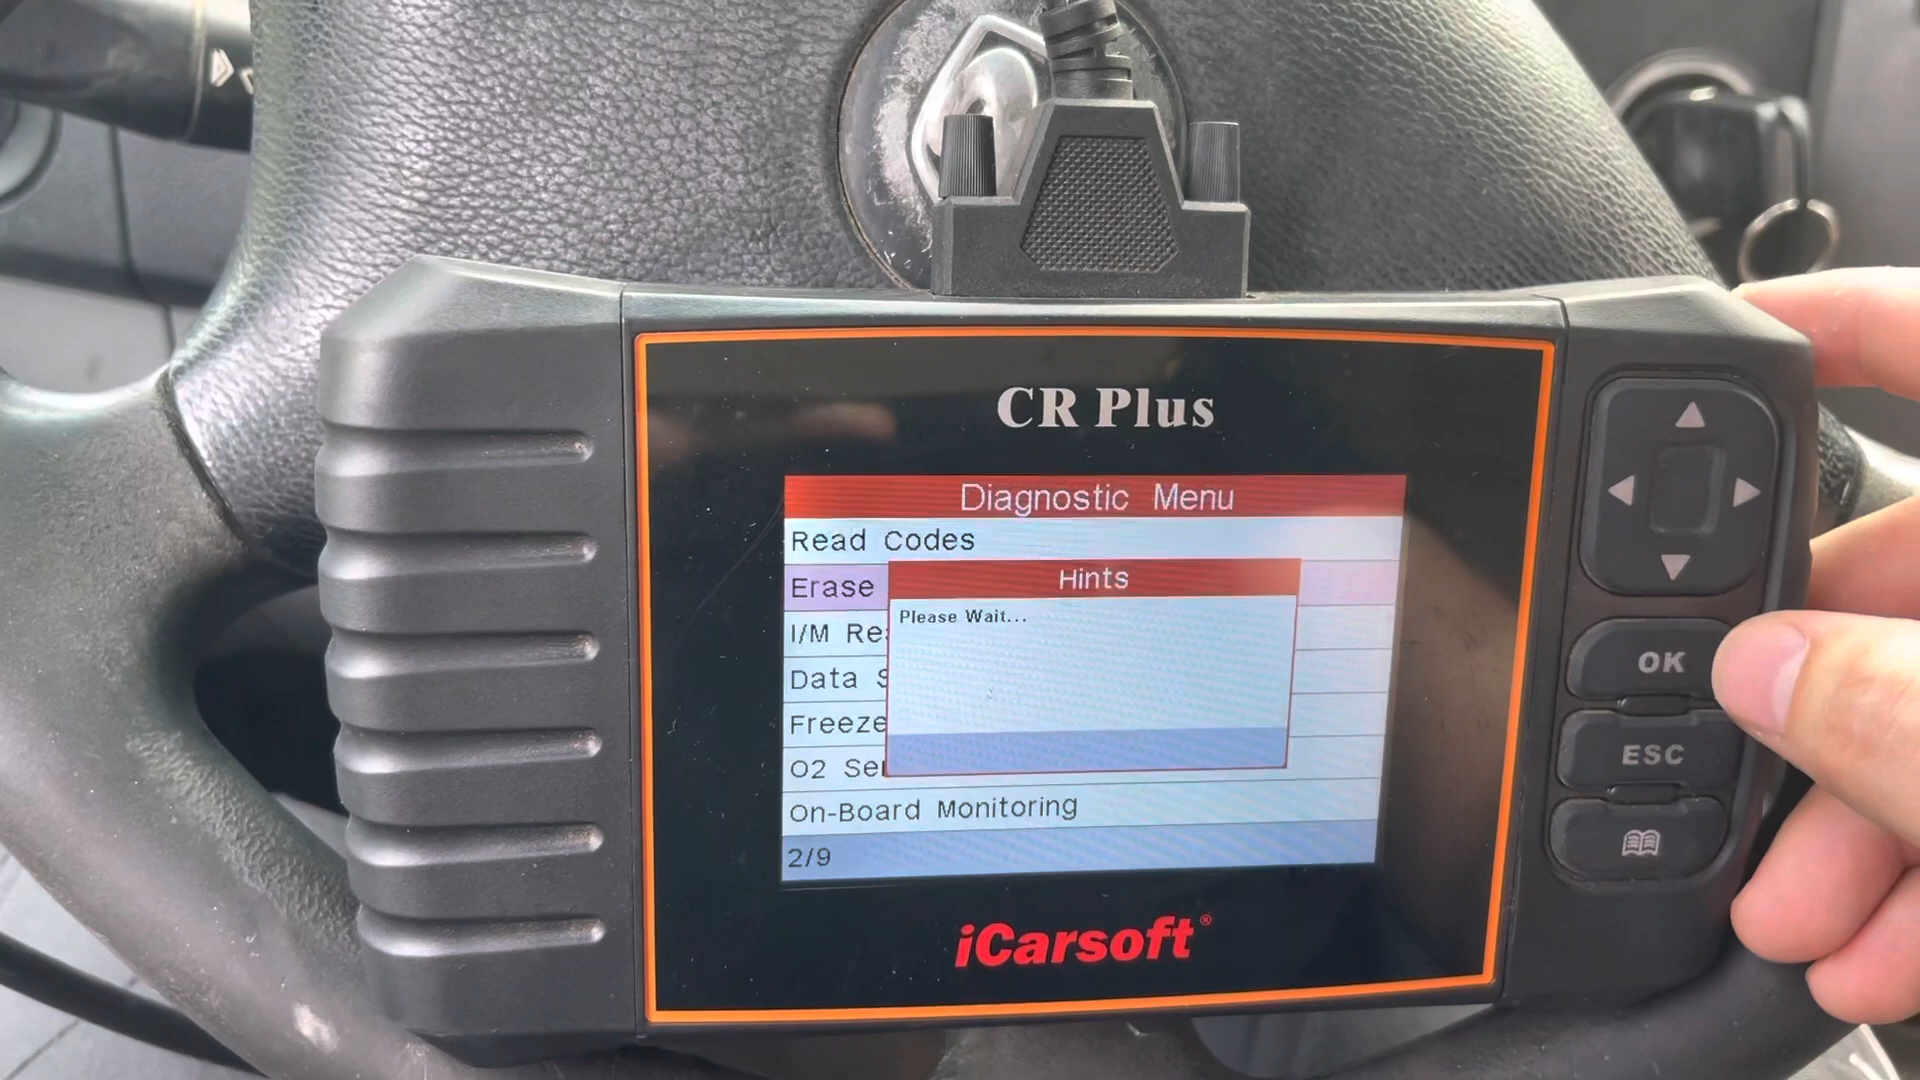 CR Plus
Diagnostic Menu
Read Codes
Erase
Hints
Please Wait...
I/M Re
Data S
Freeze
O2 Se
On-Board Monitoring
2/9
iCarsoft®
OK
ESC